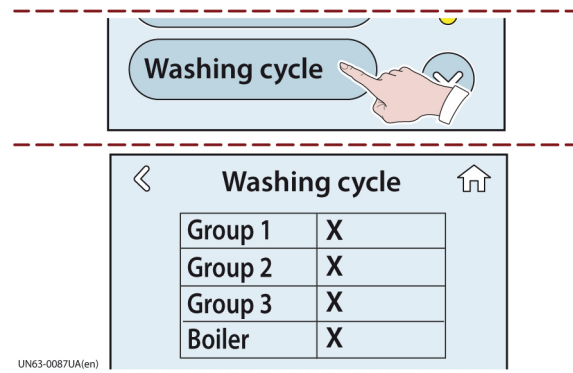 Washing cycle
Washing cycle
Group 1 X
Group 2 X
Group 3 X
Boiler X
UN63-0087UA(en)